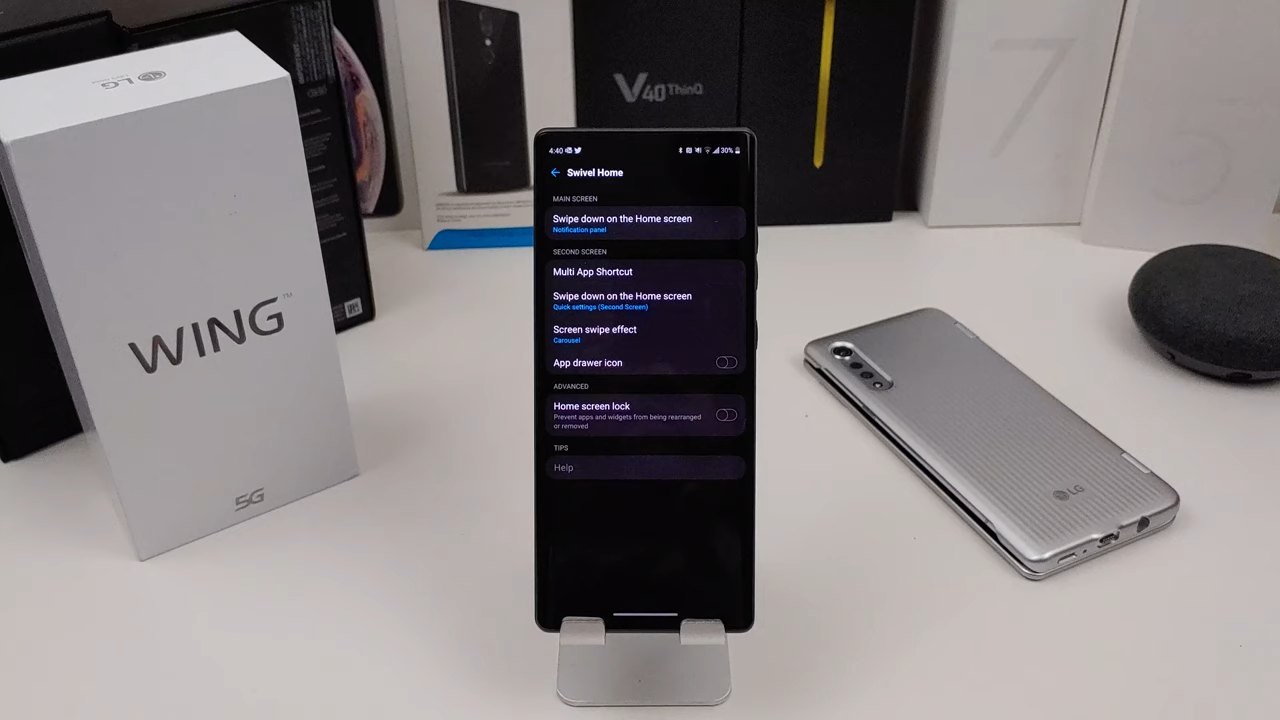 LG
WING™
5G
V40 ThinQ
7
4:40
30%
Swivel Home
MAIN SCREEN
Swipe down on the Home screen
Notification panel
SECOND SCREEN
Multi App Shortcut
Swipe down on the Home screen
Quick settings (Second Screen)
Screen swipe effect
Carousel
App drawer icon
ADVANCED
Home screen lock
Prevent apps and widgets from being rearranged
or removed
TIPS
Help
LG